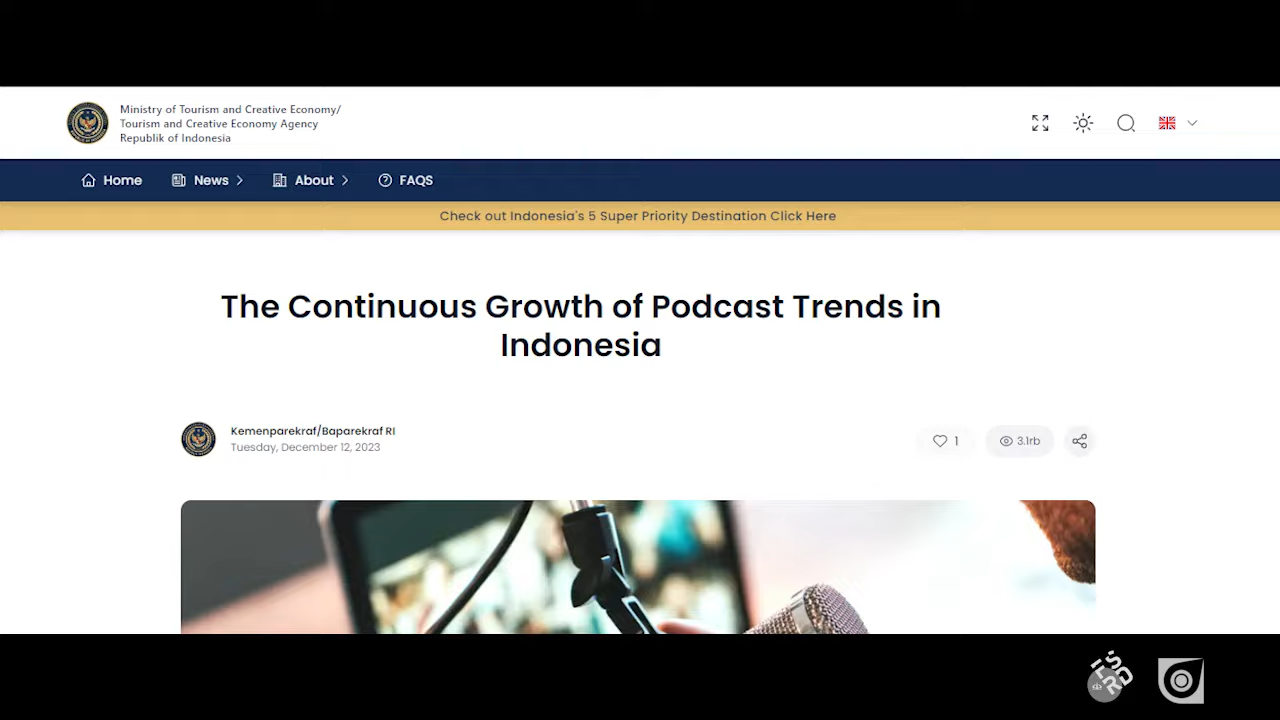 Ministry of Tourism and Creative Economy/
Tourism and Creative Economy Agency
Republik of Indonesia
Home
News
About
FAQS
Check out Indonesia's 5 Super Priority Destination Click Here
The Continuous Growth of Podcast Trends in
Indonesia
Kemenparekraf/Baparekraf RI
Tuesday, December 12, 2023
1
3.1rb
FSRD